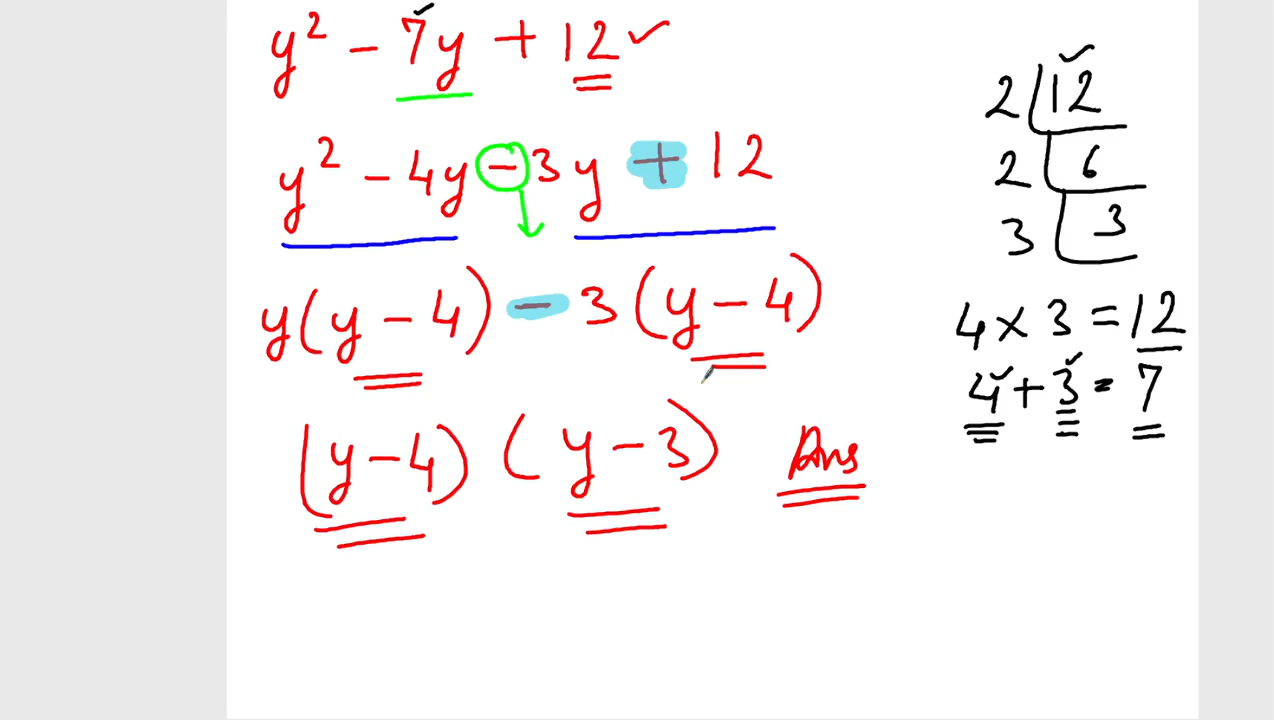 y² - 7y + 12
y² - 4y - 3y + 12
y(y - 4) - 3(y - 4)
(y - 4) (y - 3) Ans
2 | 12
2 | 6
3 | 3
4 × 3 = 12
4 + 3 = 7